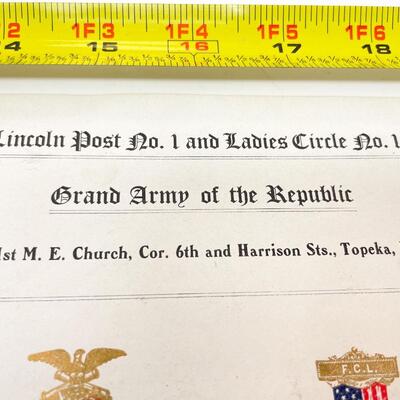 2 1F3 1F4 1F5 1F6
14 15 16 17 18
Lincoln Post No. 1 and Ladies Circle No. 1
Grand Army of the Republic
1st M. E. Church, Cor. 6th and Harrison Sts., Topeka,
F.C.L.